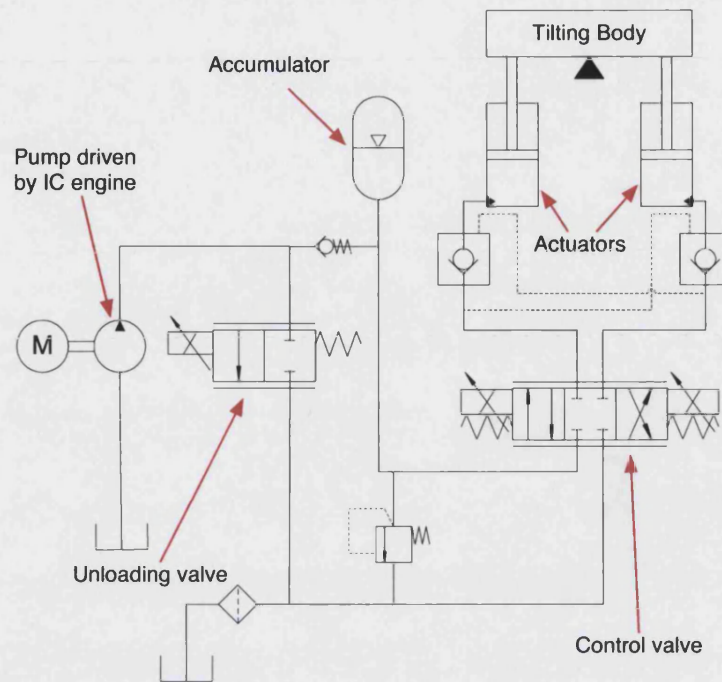 Tilting Body
Accumulator
Pump driven
by IC engine
Actuators
M
Unloading valve
Control valve